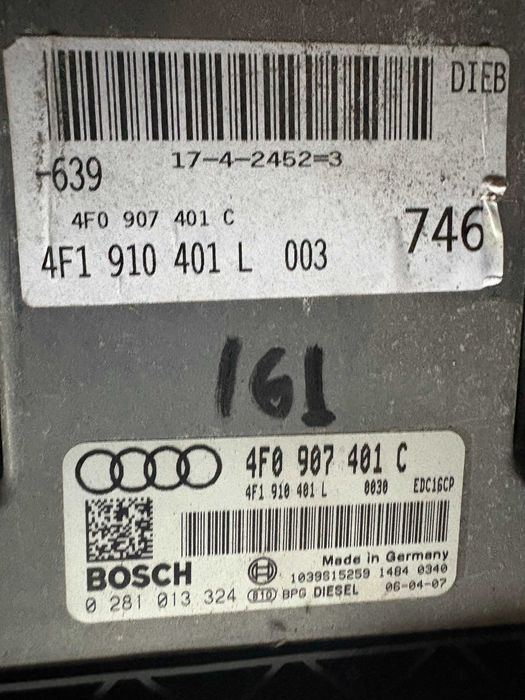 DIEB
17-4-2452=3
-639
4F0 907 401 C
746
4F1 910 401 L 003
161
4F0 907 401 C
4F1 910 401 L 0030 EDC16CP
BOSCH
Made in Germany
1039S15259 1484 0340
0 281 013 324 810 BPG DIESEL 06-04-07